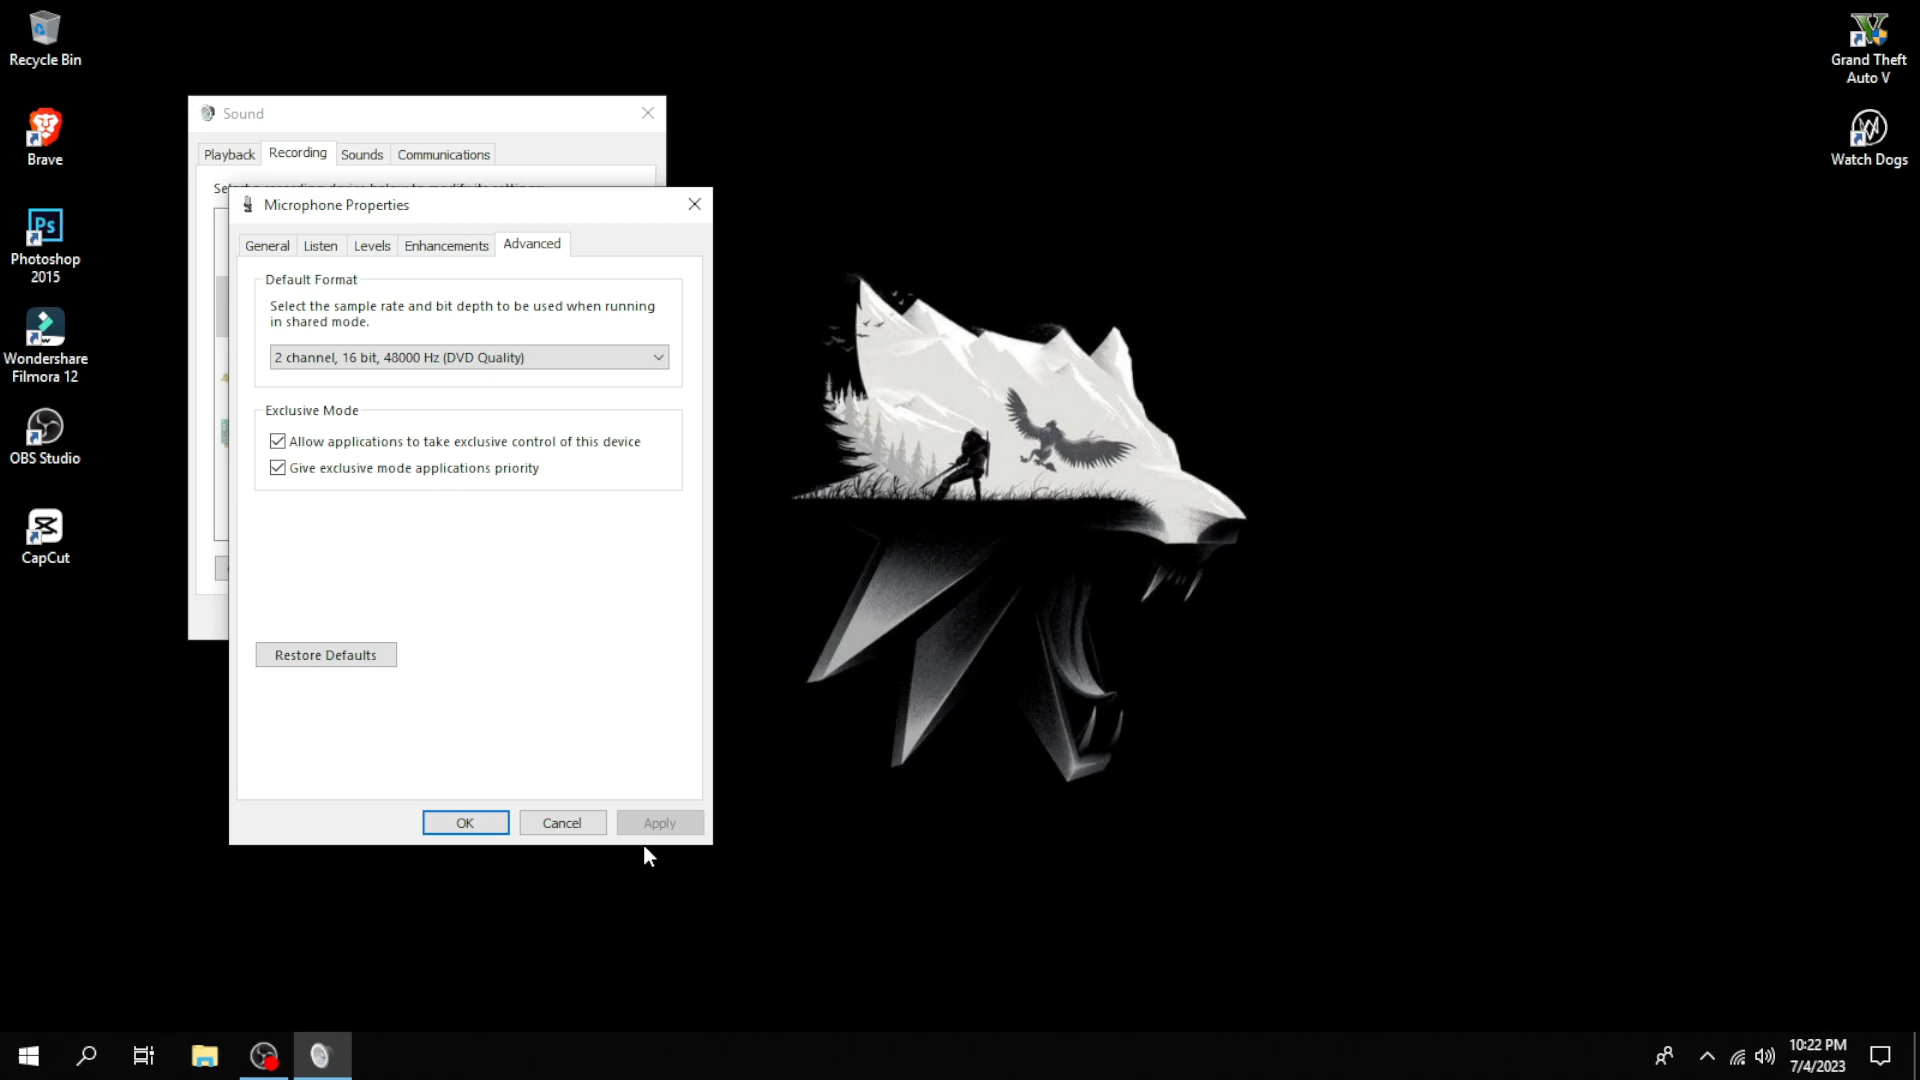 Recycle Bin
Brave
Photoshop
2015
Wondershare
Filmora 12
OBS Studio
CapCut
Grand Theft
Auto V
Watch Dogs
Sound
Playback
Recording
Sounds
Communications
Microphone Properties
General
Listen
Levels
Enhancements
Advanced
Default Format
Select the sample rate and bit depth to be used when running
in shared mode.
2 channel, 16 bit, 48000 Hz (DVD Quality)
Exclusive Mode
Allow applications to take exclusive control of this device
Give exclusive mode applications priority
Restore Defaults
OK
Cancel
Apply
10:22 PM
7/4/2023